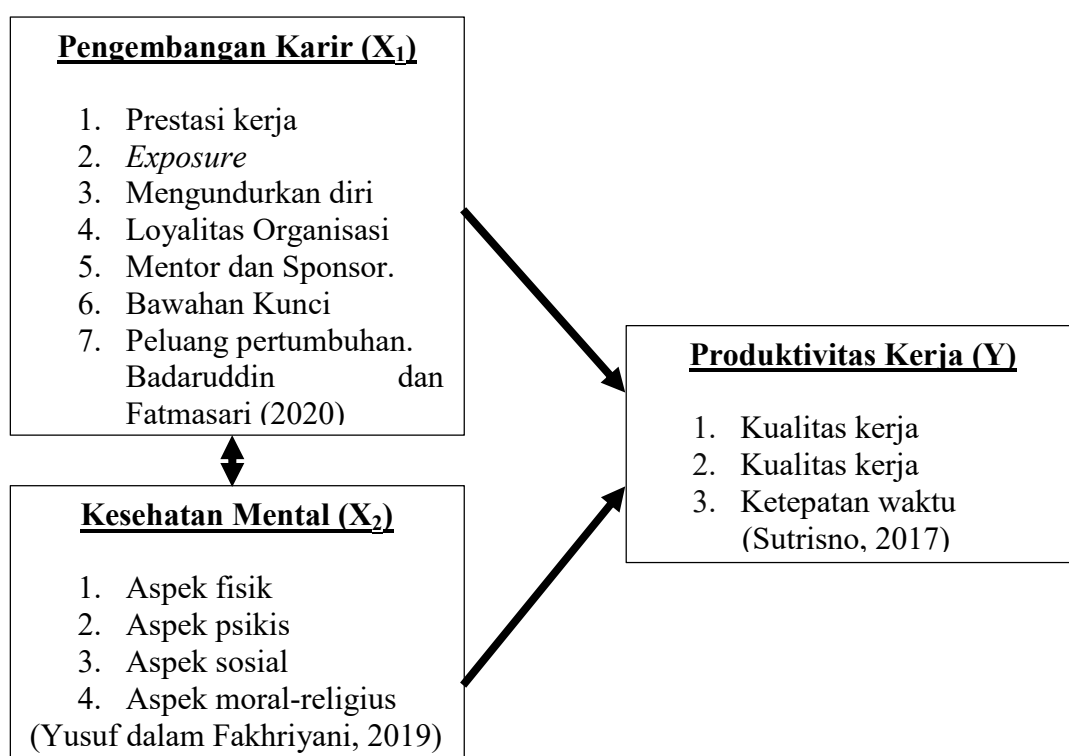 Pengembangan Karir (X₁)
1. Prestasi kerja
2. Exposure
3. Mengundurkan diri
4. Loyalitas Organisasi
5. Mentor dan Sponsor.
6. Bawahan Kunci
7. Peluang pertumbuhan.
Badaruddin dan
Fatmasari (2020)
Kesehatan Mental (X₂)
1. Aspek fisik
2. Aspek psikis
3. Aspek sosial
4. Aspek moral-religius
(Yusuf dalam Fakhriyani, 2019)
Produktivitas Kerja (Y)
1. Kualitas kerja
2. Kualitas kerja
3. Ketepatan waktu
(Sutrisno, 2017)